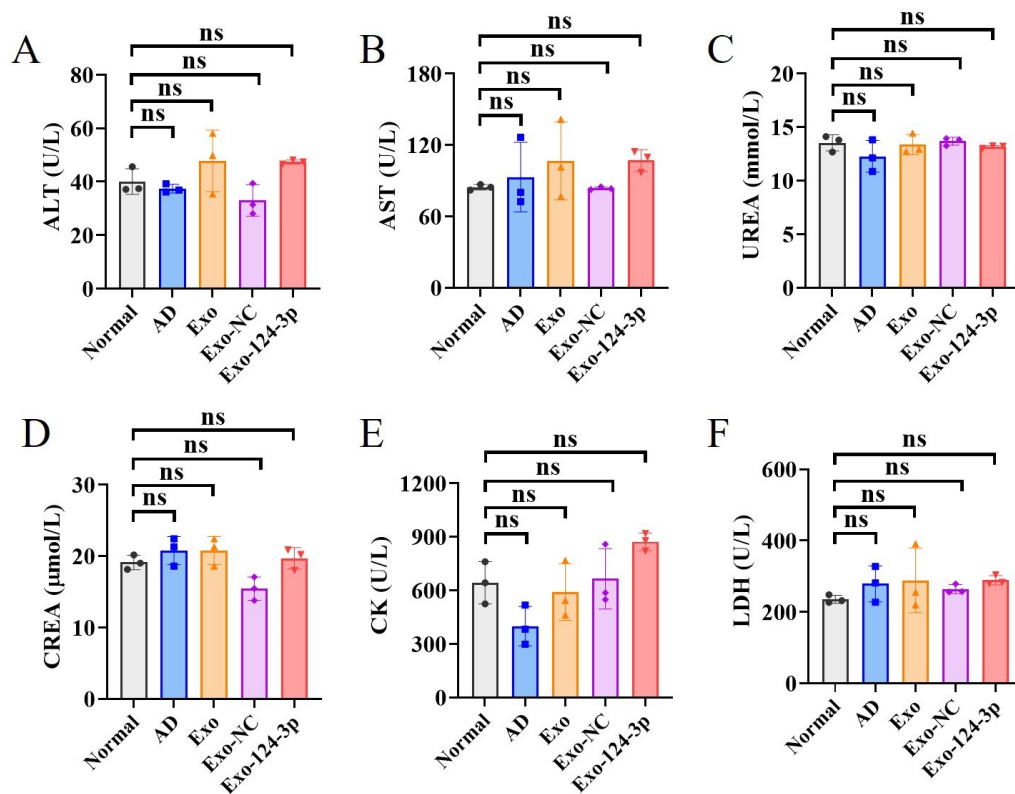 A
ns
ns
ns
ns
ALT (U/L)
80
60
40
20
0
Normal
AD
Exo
Exo-NC
Exo-124-3p
B
ns
ns
ns
ns
AST (U/L)
180
120
60
0
Normal
AD
Exo
Exo-NC
Exo-124-3p
C
ns
ns
ns
ns
UREA (mmol/L)
20
15
10
5
0
Normal
AD
Exo
Exo-NC
Exo-124-3p
D
ns
ns
ns
ns
CREA (μmol/L)
30
20
10
0
Normal
AD
Exo
Exo-NC
Exo-124-3p
E
ns
ns
ns
ns
CK (U/L)
1200
900
600
300
0
Normal
AD
Exo
Exo-NC
Exo-124-3p
F
ns
ns
ns
ns
LDH (U/L)
600
400
200
0
Normal
AD
Exo
Exo-NC
Exo-124-3p